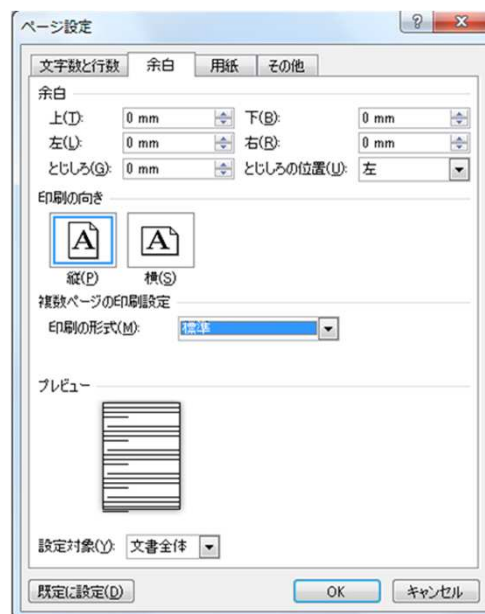 ページ設定
文字数と行数 余白 用紙 その他
余白
上(T): 0 mm 下(B): 0 mm
左(L): 0 mm 右(R): 0 mm
とじしろ(G): 0 mm とじしろの位置(U): 左
印刷の向き
A A
縦(P) 横(S)
複数ページの印刷設定
印刷の形式(M): 標準
プレビュー
設定対象(Y): 文書全体
既定に設定(D) OK キャンセル